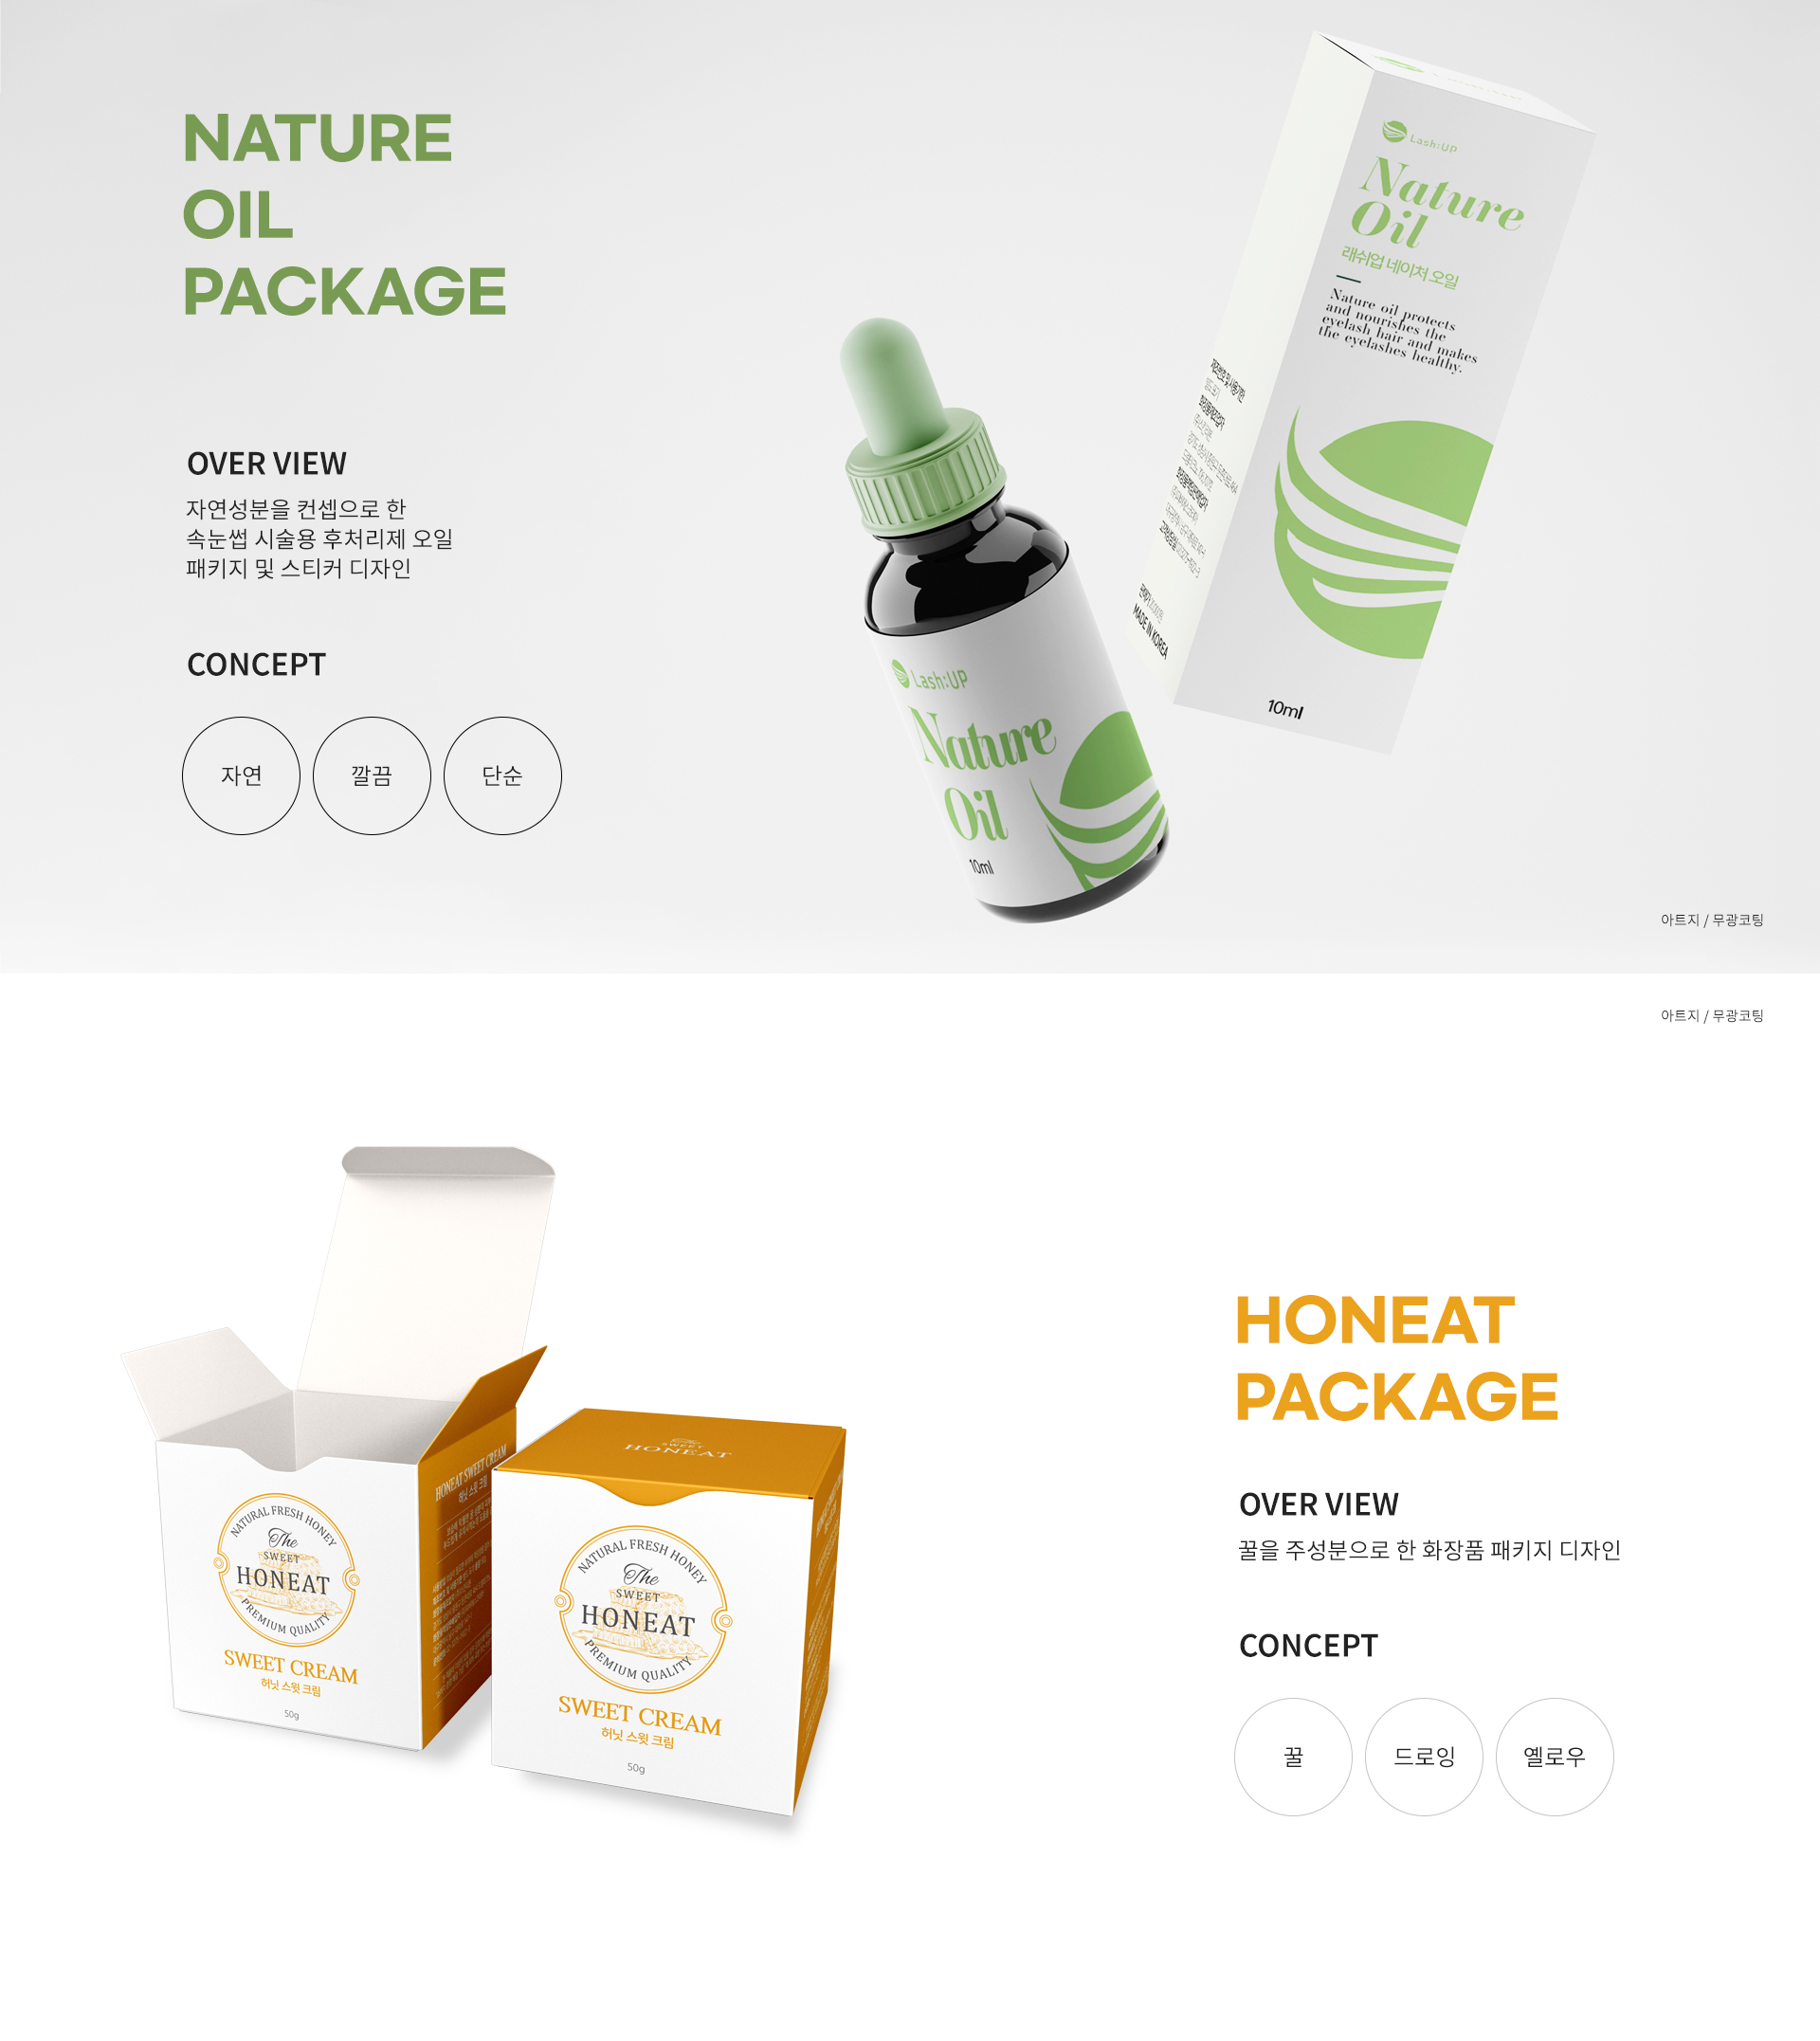 NATURE
OIL
PACKAGE
OVER VIEW
자연성분을 컨셉으로 한
속눈썹 시술용 후처리제 오일
패키지 및 스티커 디자인
CONCEPT
자연
깔끔
단순
Lash:UP
Nature
Oil
10ml
Lash:UP
Nature
Oil
래쉬업 네이처 오일
Nature oil protects
and nourishes the
eyelash hair and makes
the eyelashes healthy.
10ml
MADE IN KOREA
아트지 / 무광코팅
아트지 / 무광코팅
NATURAL FRESH HONEY
The
SWEET
HONEAT
PREMIUM QUALITY
SWEET CREAM
허닛 스윗 크림
50g
HONEAT SWEET CREAM
허닛 스윗 크림
The
SWEET
HONEAT
NATURAL FRESH HONEY
The
SWEET
HONEAT
PREMIUM QUALITY
SWEET CREAM
허닛 스윗 크림
50g
HONEAT
PACKAGE
OVER VIEW
꿀을 주성분으로 한 화장품 패키지 디자인
CONCEPT
꿀
드로잉
옐로우